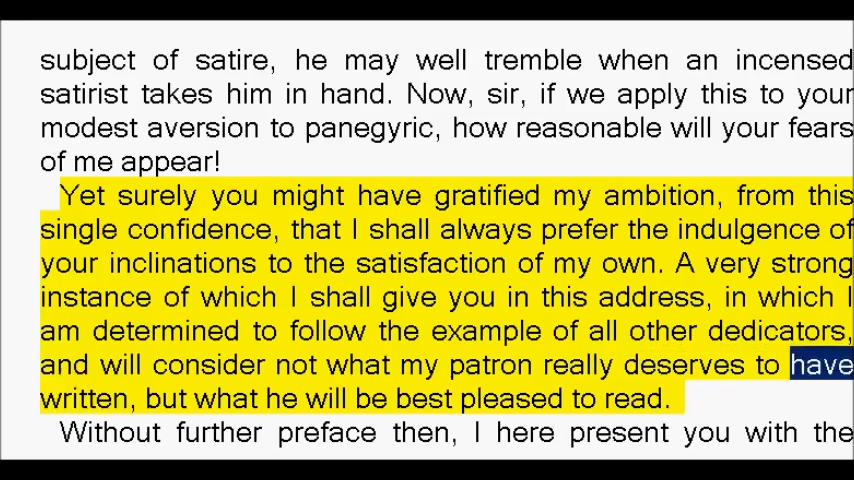 subject of satire, he may well tremble when an incensed
satirist takes him in hand. Now, sir, if we apply this to your
modest aversion to panegyric, how reasonable will your fears
of me appear!
Yet surely you might have gratified my ambition, from this
single confidence, that I shall always prefer the indulgence of
your inclinations to the satisfaction of my own. A very strong
instance of which I shall give you in this address, in which I
am determined to follow the example of all other dedicators,
and will consider not what my patron really deserves to have
written, but what he will be best pleased to read.
Without further preface then, I here present you with the